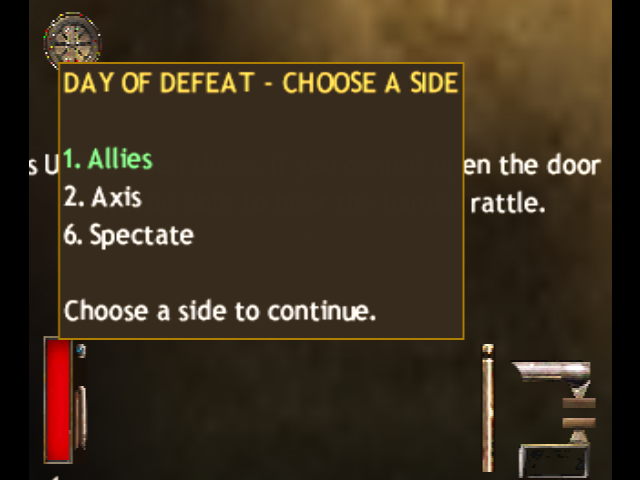 DAY OF DEFEAT - CHOOSE A SIDE
1. Allies
s U en the door
2. Axis
rattle.
6. Spectate
Choose a side to continue.